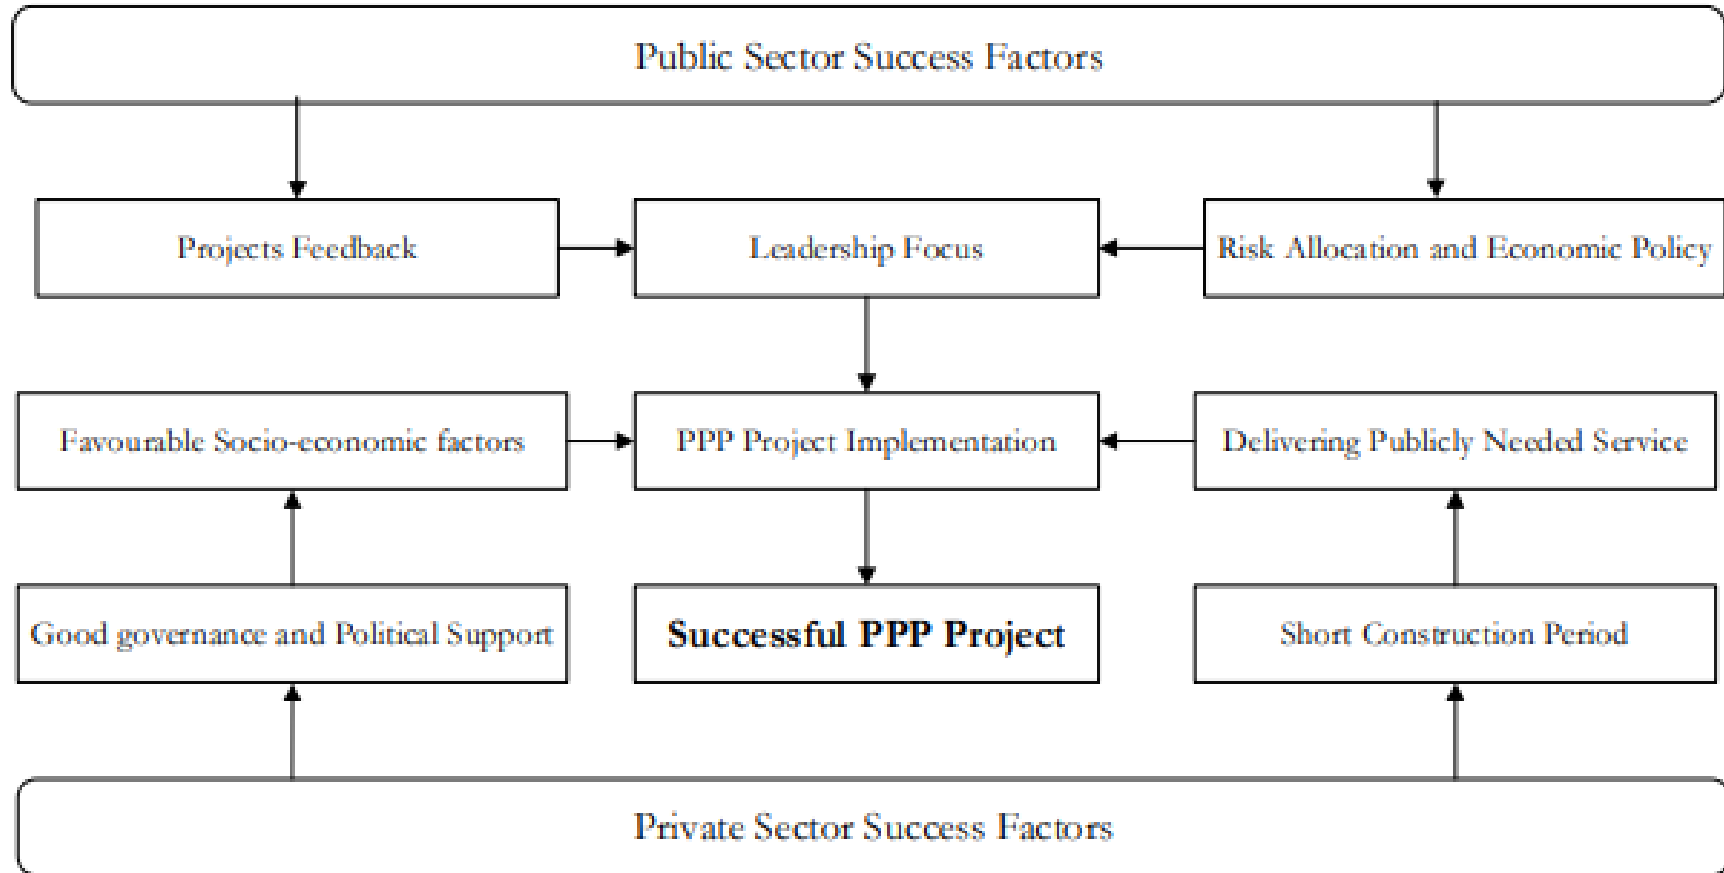 Public Sector Success Factors
Projects Feedback
Leadership Focus
Risk Allocation and Economic Policy
Favourable Socio-economic factors
PPP Project Implementation
Delivering Publicly Needed Service
Good governance and Political Support
Successful PPP Project
Short Construction Period
Private Sector Success Factors